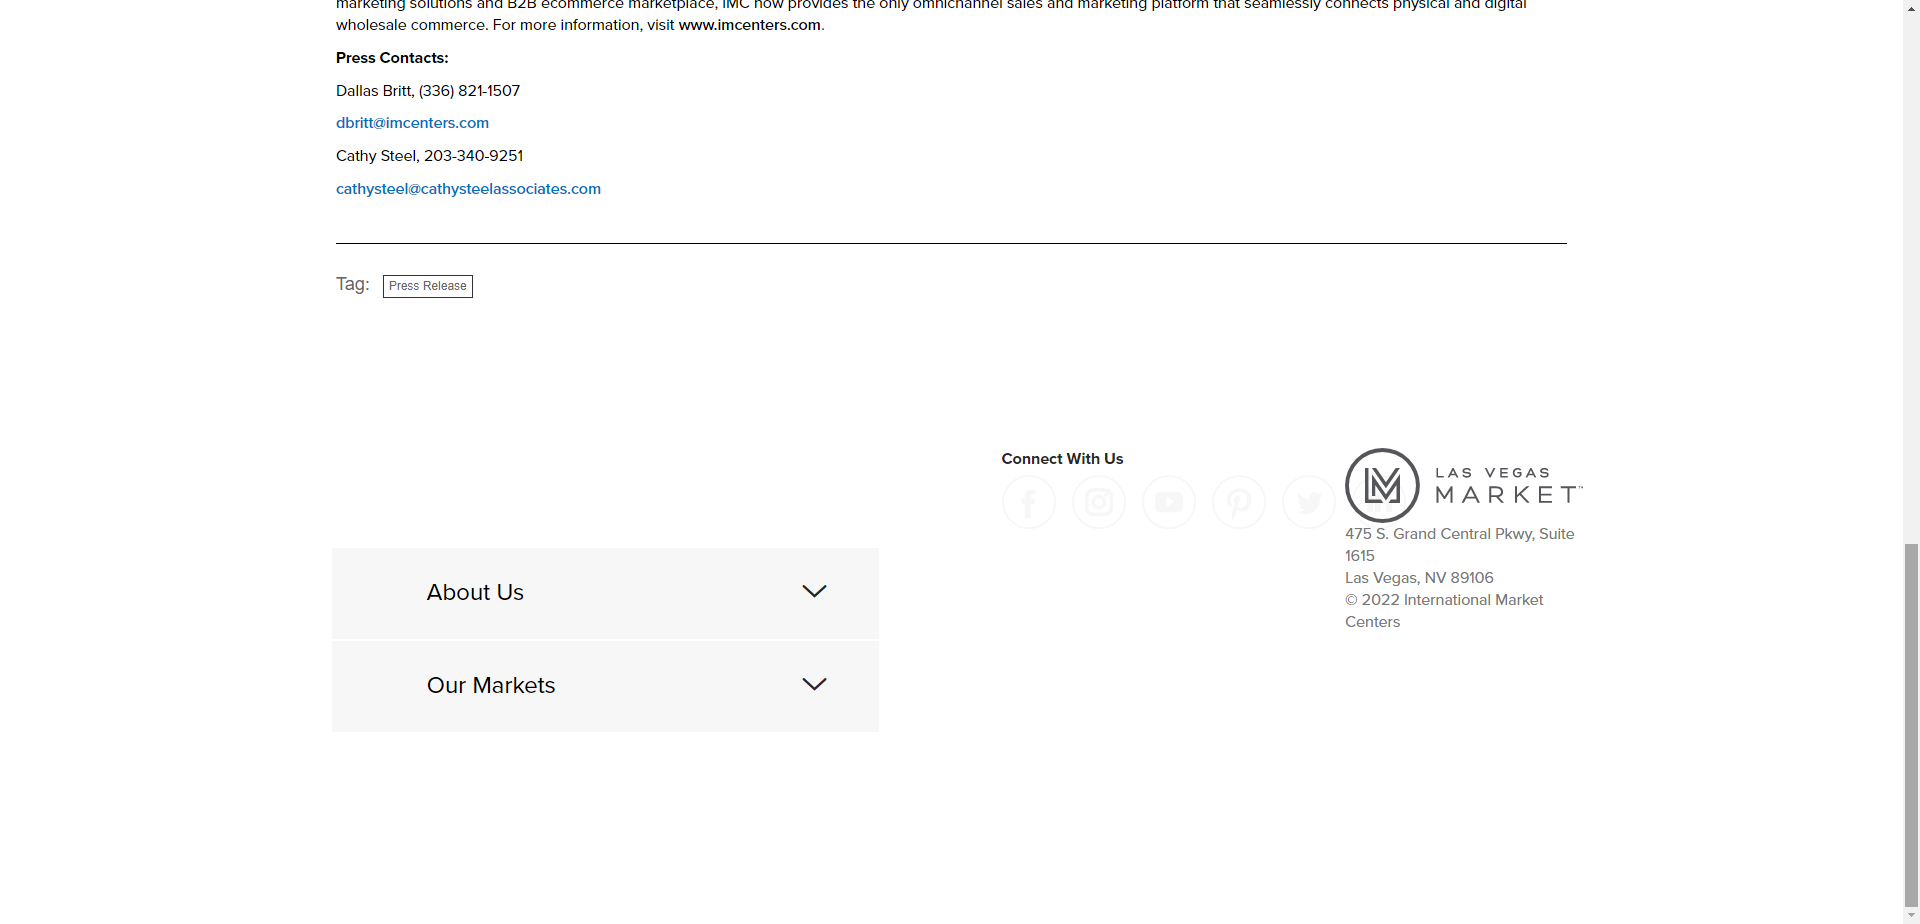 marketing solutions and B2B ecommerce marketplace, IMC now provides the only omnichannel sales and marketing platform that seamlessly connects physical and digital
wholesale commerce. For more information, visit www.imcenters.com.
Press Contacts:
Dallas Britt, (336) 821-1507
dbritt@imcenters.com
Cathy Steel, 203-340-9251
cathysteel@cathysteelassociates.com
Tag: Press Release
Connect With Us
LM LAS VEGAS
MARKET™
475 S. Grand Central Pkwy, Suite
1615
Las Vegas, NV 89106
© 2022 International Market
Centers
About Us
Our Markets